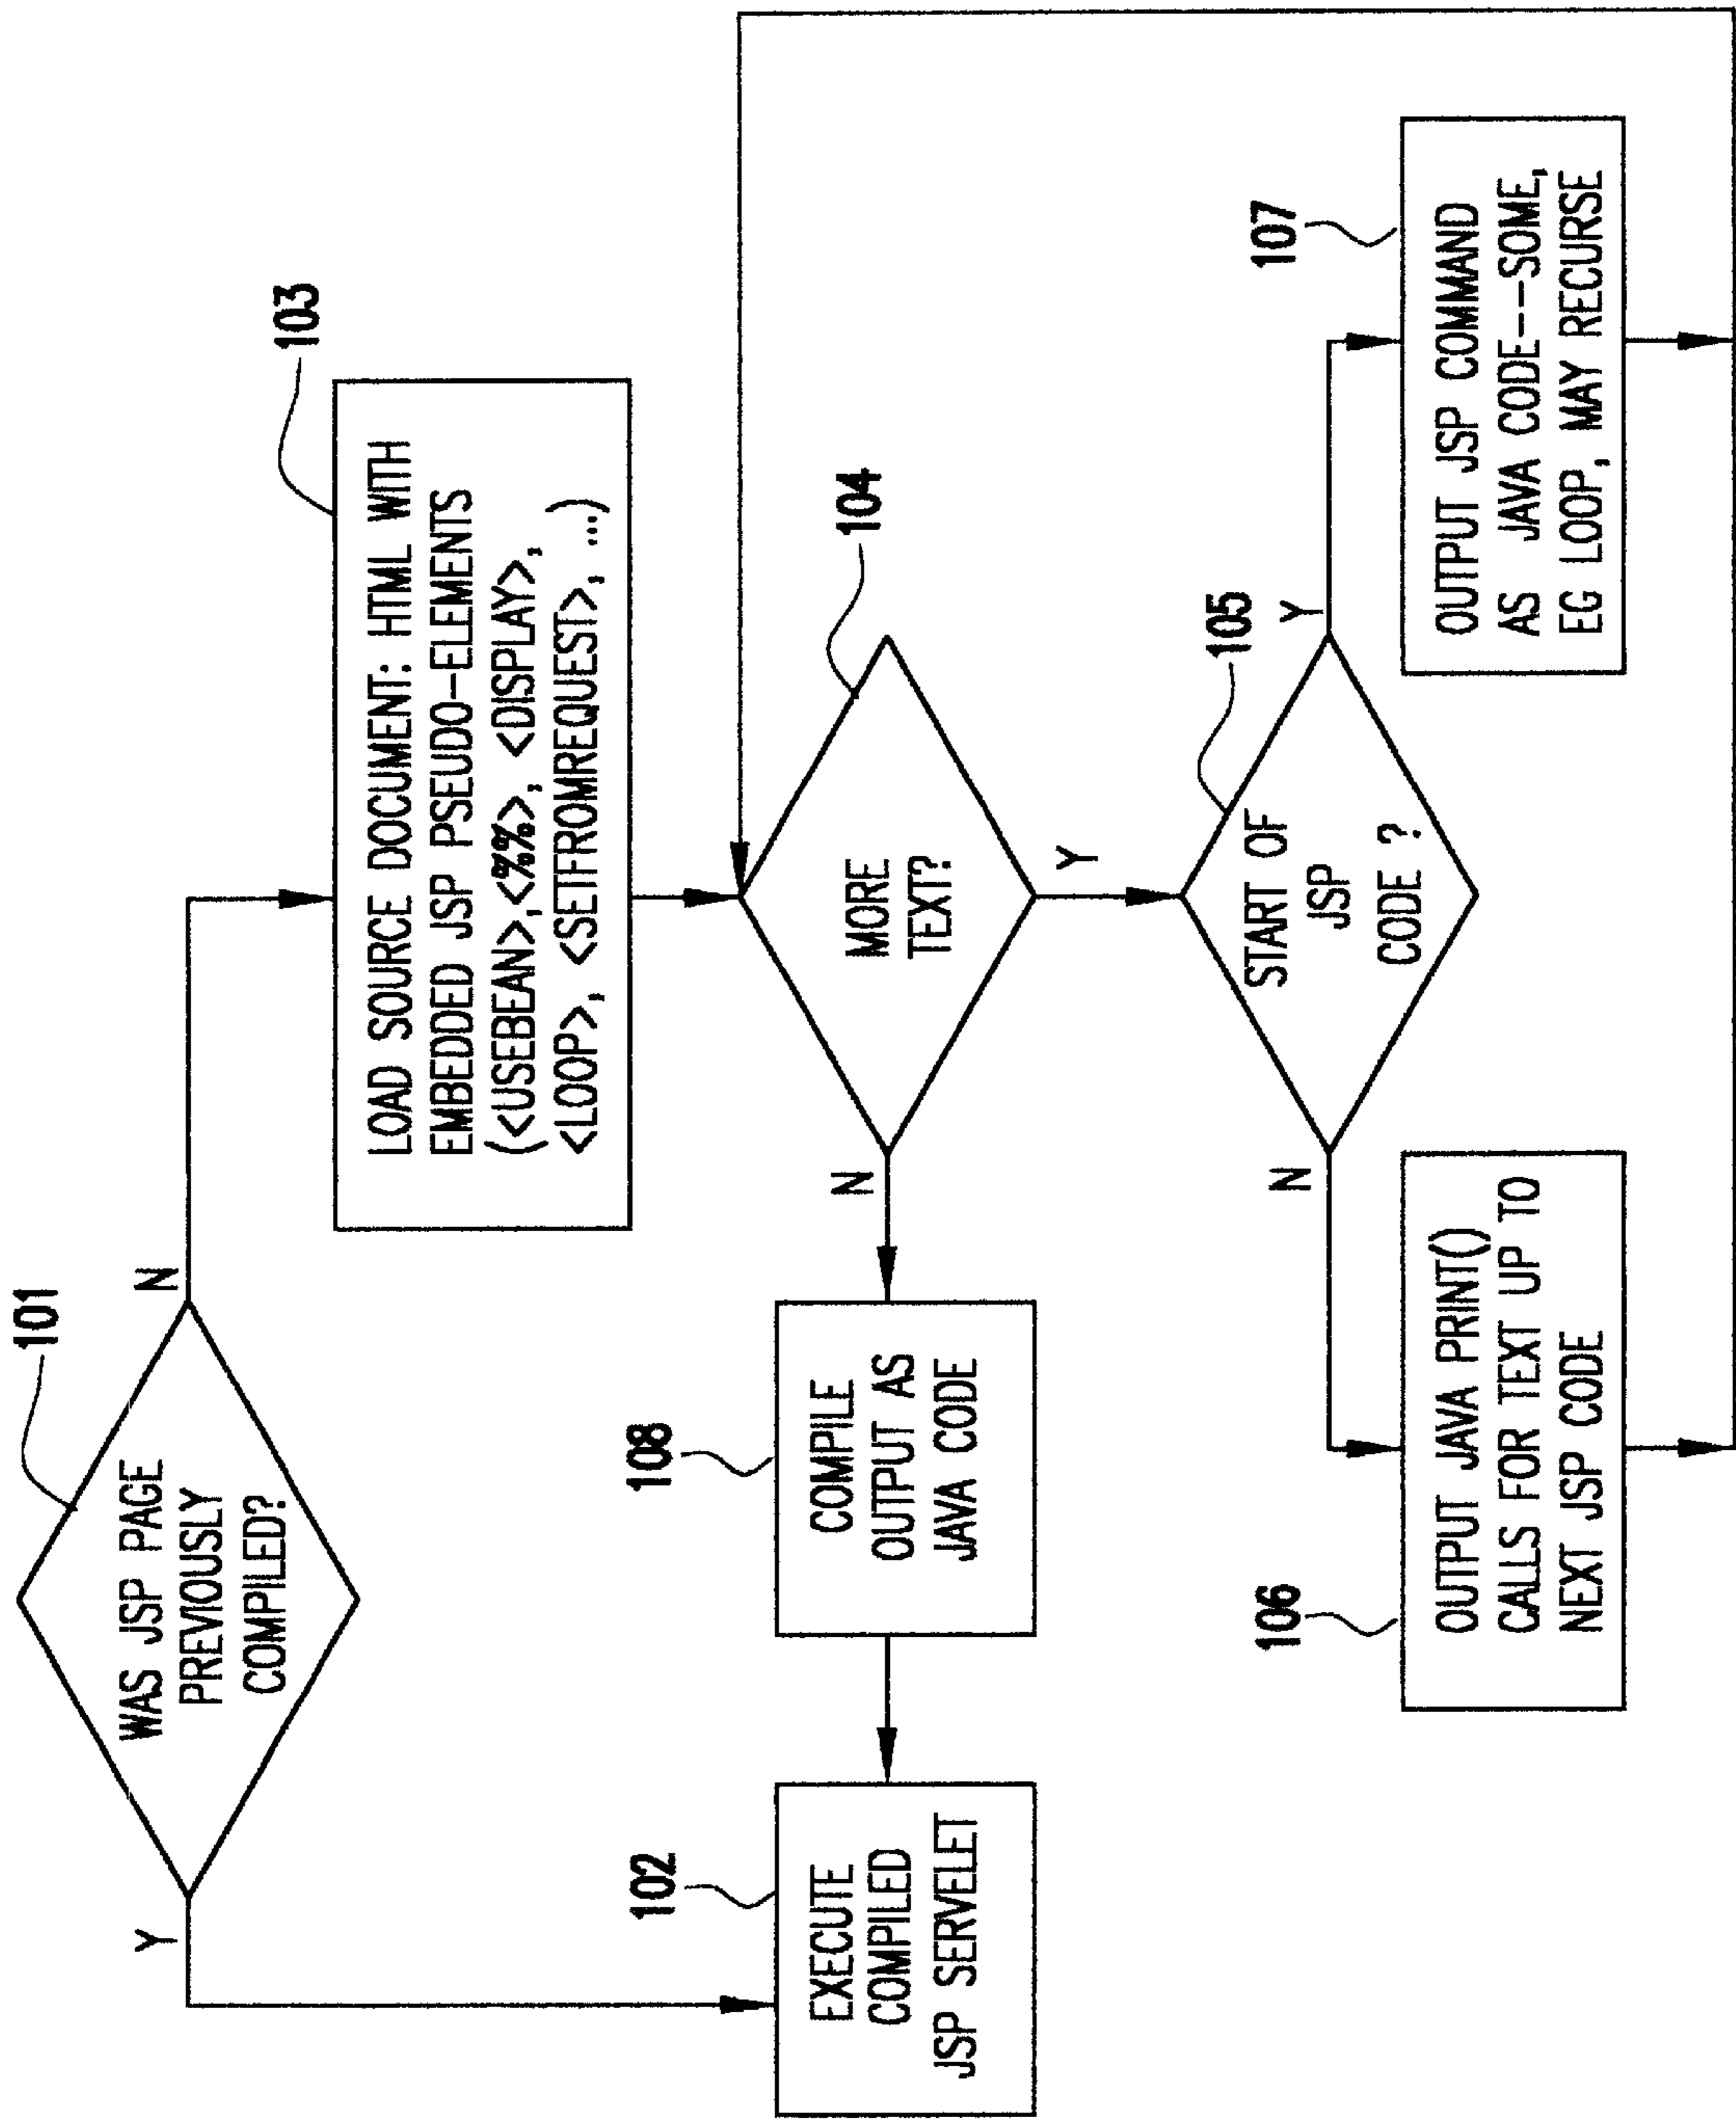 101
WAS JSP PAGE
PREVIOUSLY
COMPILED?
Y
N
103
LOAD SOURCE DOCUMENT: HTML WITH
EMBEDDED JSP PSEUDO-ELEMENTS
(<USEBEAN>,<%%>, <DISPLAY>,
<LOOP>, <SETFROMREQUEST>, ...)
102
EXECUTE
COMPILED
JSP SERVELET
108
COMPILE
OUTPUT AS
JAVA CODE
N
104
MORE
TEXT?
Y
105
START OF
JSP
CODE ?
N
Y
106
OUTPUT JAVA PRINT()
CALLS FOR TEXT UP TO
NEXT JSP CODE
107
OUTPUT JSP COMMAND
AS JAVA CODE--SOME,
EG LOOP, MAY RECURSE